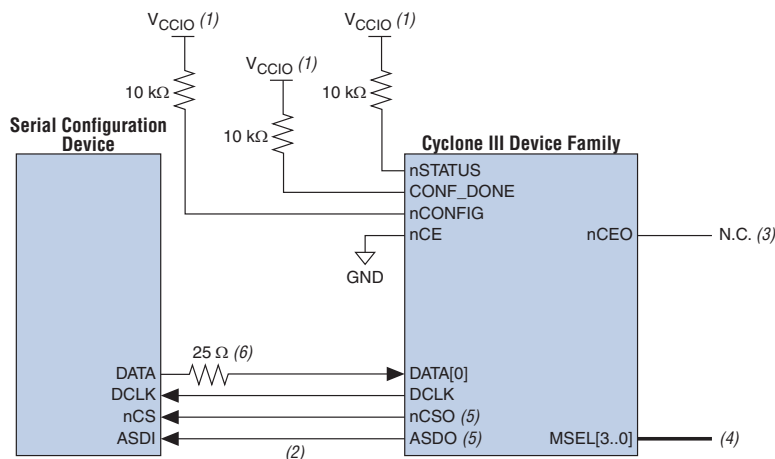 VCCIO (1)
VCCIO (1)
VCCIO (1)
10 kΩ
10 kΩ
10 kΩ
Serial Configuration
Device
Cyclone III Device Family
nSTATUS
CONF_DONE
nCONFIG
nCE
nCEO
N.C. (3)
GND
25 Ω (6)
DATA
DATA[0]
DCLK
DCLK
nCS
nCSO (5)
ASDI
(2)
ASDO (5)
MSEL[3..0]
(4)